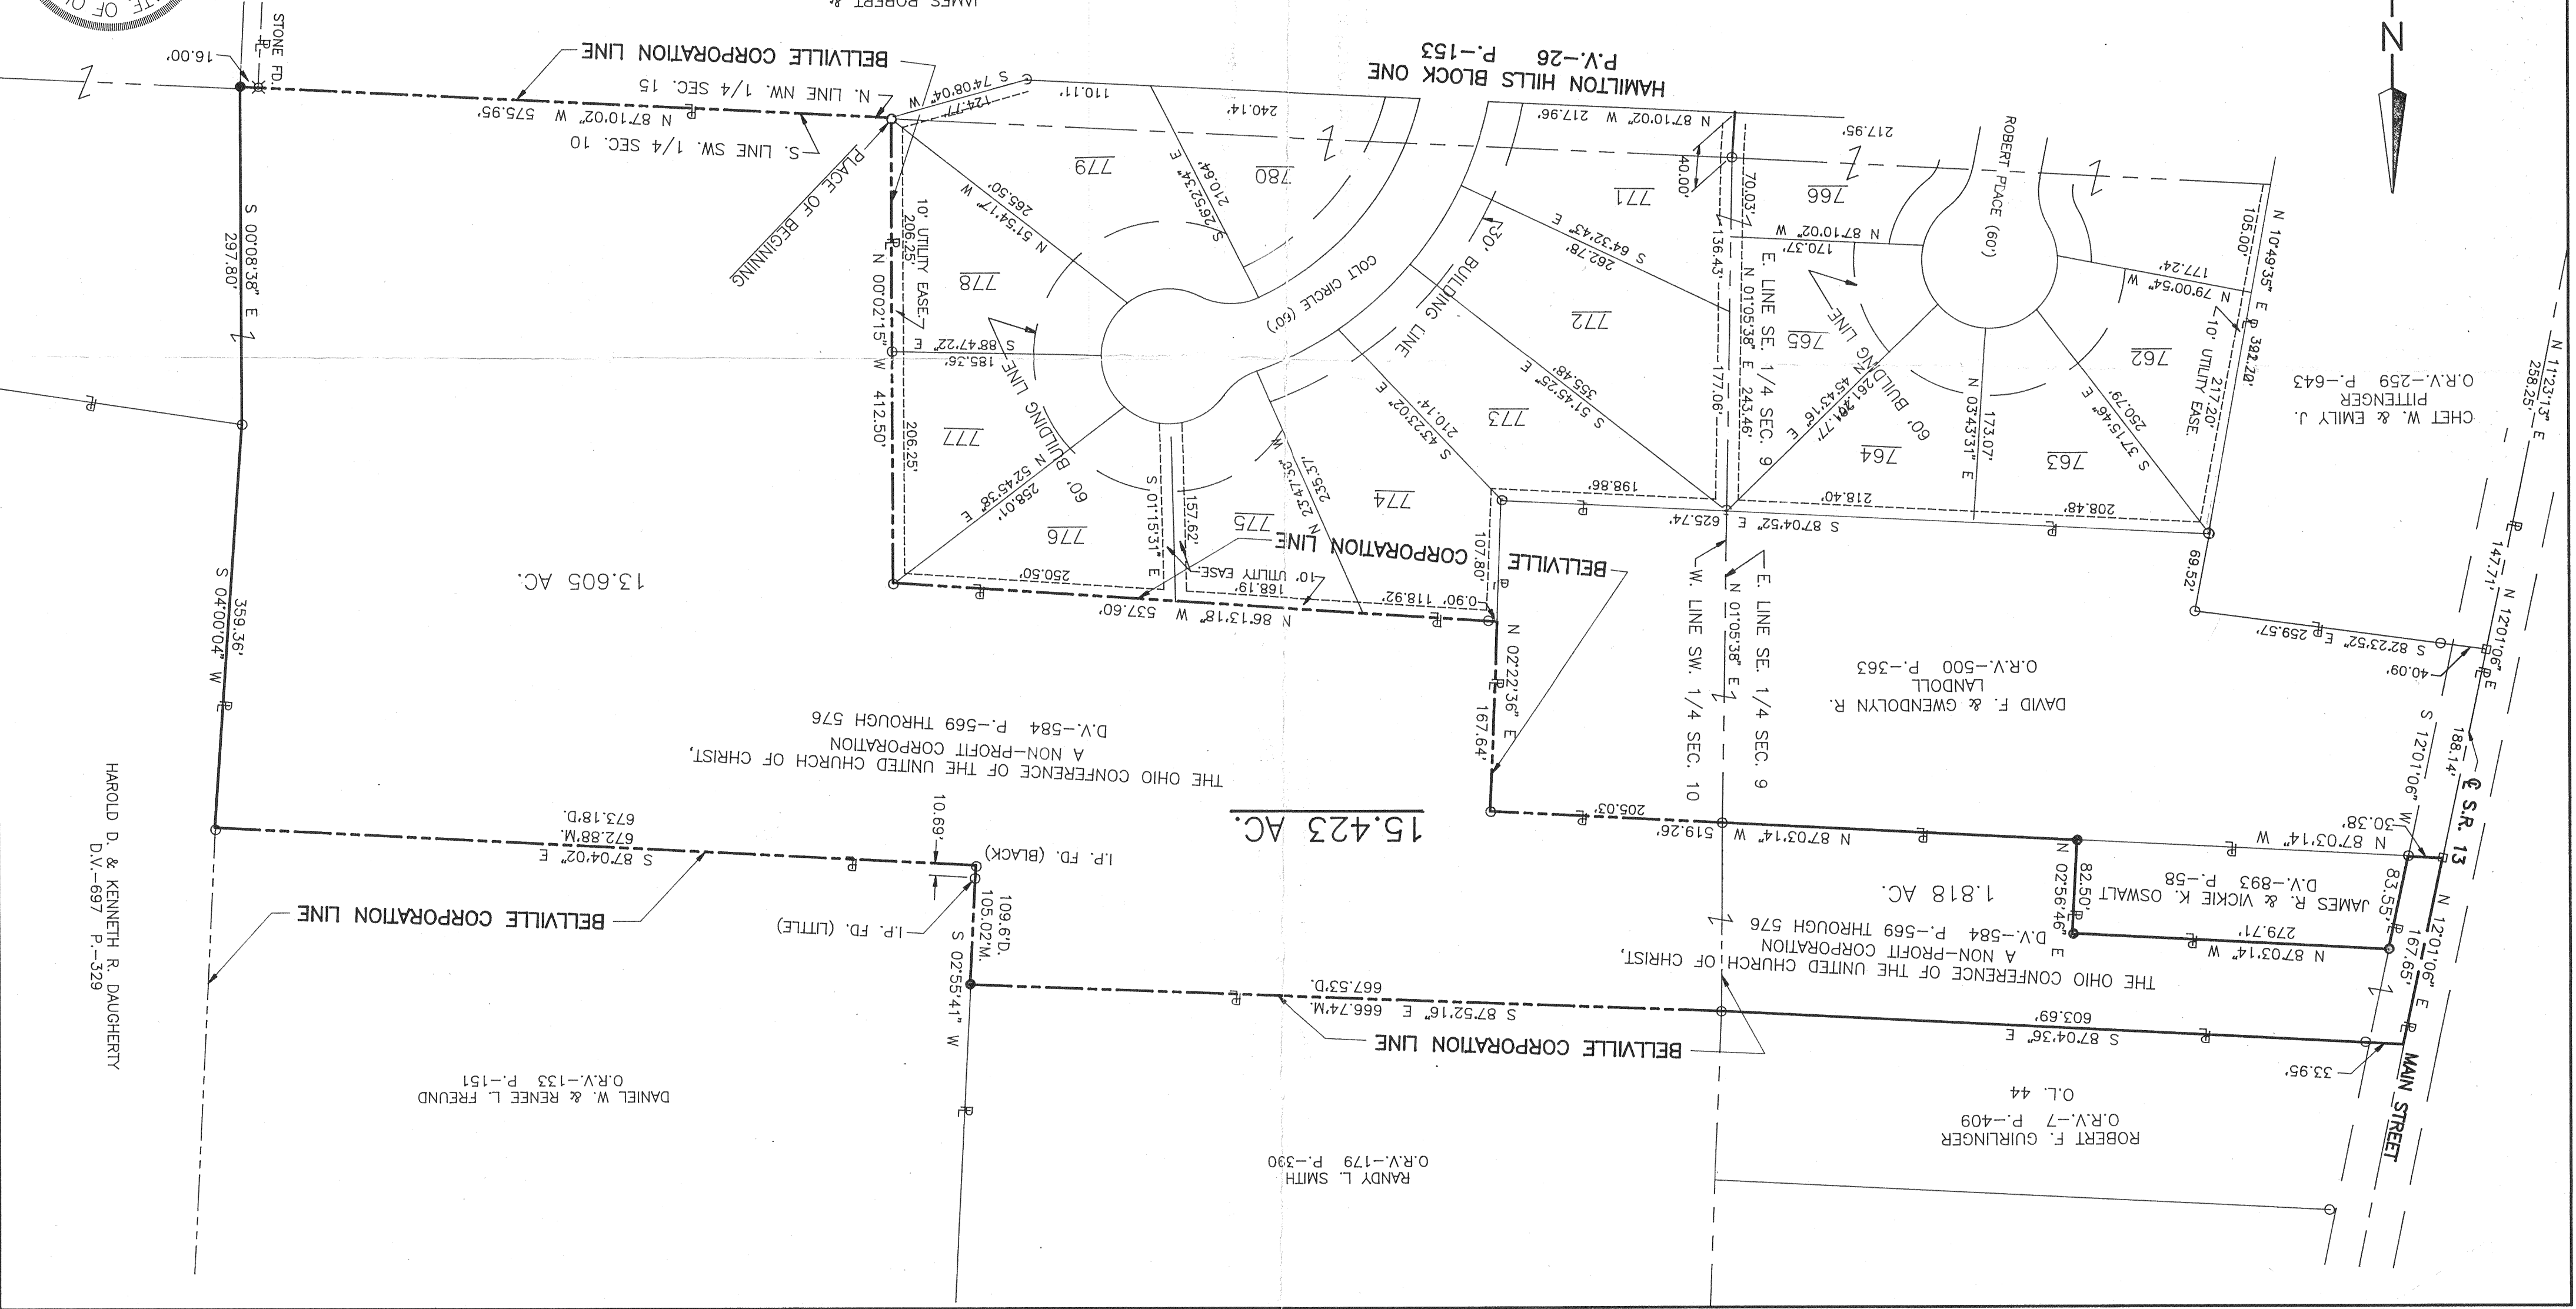 ROBERT F. GUIRLINGER
O.R.V.-7 P.-409
O.L. 44
RANDY L. SMITH
O.R.V.-179 P.-390
DANIEL W. & RENEE L. FREUND
O.R.V.-133 P.-151
HAROLD D. & KENNETH R. DAUGHERTY
D.V.-697 P.-329
MAIN STREET
33.95'
S 87°04'36" E
603.69'
BELLVILLE CORPORATION LINE
S 87°52'16" E 666.74'M.
667.53'D.
N 12°01'06" E
167.65'
83.55'
THE OHIO CONFERENCE OF THE UNITED CHURCH OF CHRIST,
A NON-PROFIT CORPORATION
D.V.-584 P.-569 THROUGH 576
1.818 AC.
N 87°03'14" W
279.71'
JAMES R. & VICKIE K. OSWALT
D.V.-893 P.-58
82.50'
N 02°56'46" E
S 02°55'41" W
109.6'D.
105.02'M.
I.P. FD. (LITTLE)
I.P. FD. (BLACK)
10.69'
BELLVILLE CORPORATION LINE
S 87°04'02" E
672.88'M.
673.18'D.
℄ S.R. 13
30.38'
N 87°03'14" W
N 87°03'14" W
519.26'
205.03'
15.423 AC.
188.14'
S 12°01'06" W
W. LINE SW. 1/4 SEC. 10
E. LINE SE. 1/4 SEC. 9
N 01°05'38" E
THE OHIO CONFERENCE OF THE UNITED CHURCH OF CHRIST,
A NON-PROFIT CORPORATION
D.V.-584 P.-569 THROUGH 576
DAVID F. & GWENDOLYN R.
LANDOLL
O.R.V.-500 P.-363
40.09'
S 82°23'52" E
259.57'
N 12°01'06" E
147.71'
N 02°22'36" E
167.64'
BELLVILLE CORPORATION LINE
N 86°13'18" W
537.60'
0.90'
118.92'
168.19'
10' UTILITY EASE.
250.50'
107.80'
13.605 AC.
359.36'
S 04°00'04" W
69.52'
S 87°04'52" E
625.74'
208.48'
218.40'
198.86'
CHET W. & EMILY J.
PITTENGER
O.R.V.-259 P.-643
N 11°23'13" E
258.25'
N 10°49'35" E
105.00'
217.20'
10' UTILITY EASE.
762
S 37°15'46" E
250.79'
763
N 03°43'31" E
173.07'
764
60' BUILDING LINE
N 45°43'16" E
765
E. LINE SE. 1/4 SEC. 9
N 01°05'38" E 243.46'
70.03'
136.43'
177.06'
N 79°00'54" W
177.24'
N 87°10'02" W
170.37'
766
ROBERT PLACE (60')
217.95'
771
S 64°32'43" E
262.78'
772
S 51°45'25" E
355.48'
773
S 43°23'02" E
210.14'
774
N 23°47'30" W
235.37'
775
157.62'
S 01°15'31" E
776
N 52°45'38" E
258.01'
60' BUILDING LINE
777
206.25'
S 88°47'22" E
185.36'
778
10' UTILITY EASE.
206.25'
N 00°02'15" W 412.50'
N 51°54'17" W
265.50'
779
S 26°52'34" E
210.64'
780
COLT CIRCLE (60')
30' BUILDING LINE
PLACE OF BEGINNING
S. LINE SW. 1/4 SEC. 10
N 87°10'02" W 575.95'
N. LINE NW. 1/4 SEC. 15
BELLVILLE CORPORATION LINE
S 00°08'38" E
297.80'
STONE FD.
16.00'
S 74°08'04" W
124.77'
110.11'
240.14'
N 87°10'02" W 217.96'
40.00'
HAMILTON HILLS BLOCK ONE
P.V.-26 P.-153
N
JAMES ROBERT &